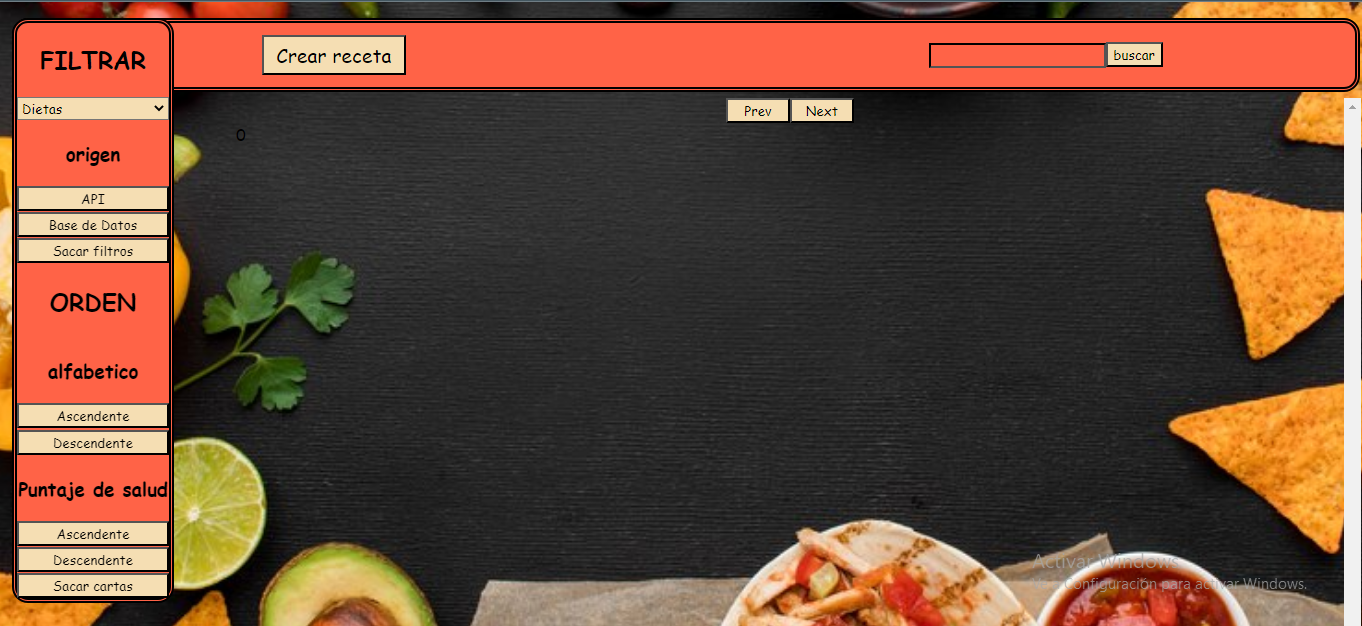 FILTRAR
Crear receta
buscar
Dietas
Prev Next
0
origen
API
Base de Datos
Sacar filtros
ORDEN
alfabetico
Ascendente
Descendente
Puntaje de salud
Ascendente
Descendente
Sacar cartas
Activar Windows
Configuración para activar Windows.